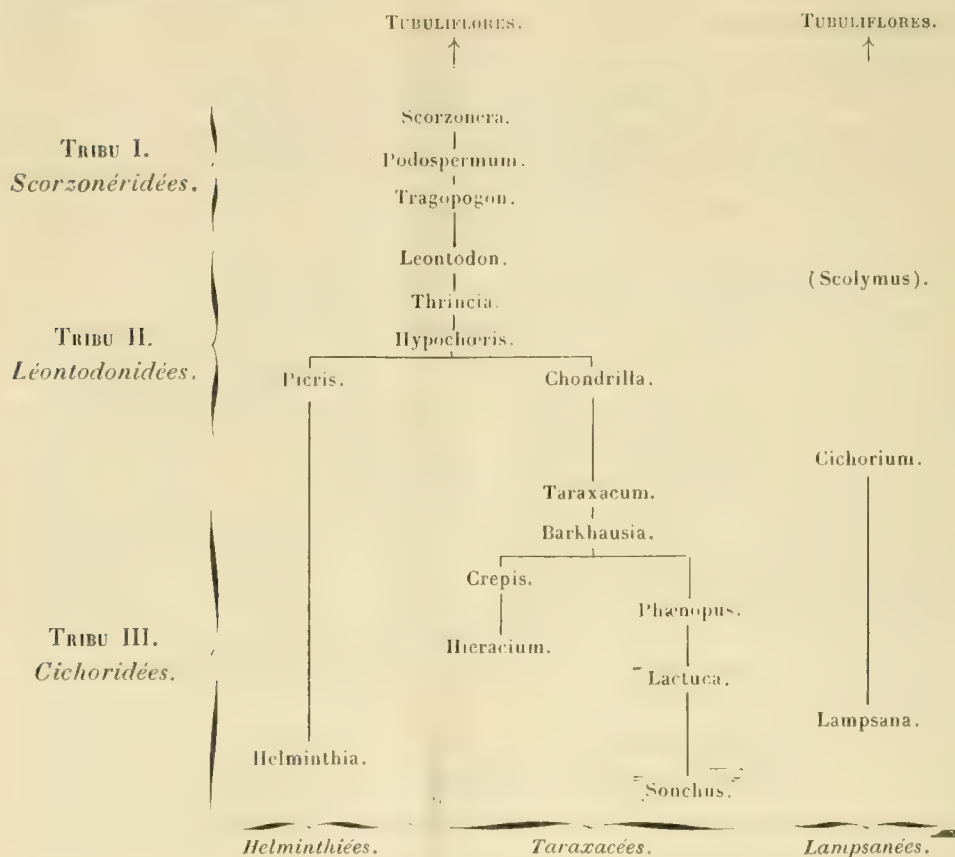 TUBULIFLORES. TUBULIFLORES.
Scorzonera.
TRIBU I.
Scorzonéridées.
Podospermum.
Tragopogon.
Leontodon.
(Scolymus).
Thrincia.
TRIBU II.
Léontodonidées.
Hypochœris.
Picris. Chondrilla.
Cichorium.
Taraxacum.
Barkhausia.
Crepis.
Phænopus.
TRIBU III.
Cichoridées.
Hieracium.
Lactuca.
Lampsana.
Helminthia.
Sonchus.
Helminthiées. Taraxacées. Lampsanées.